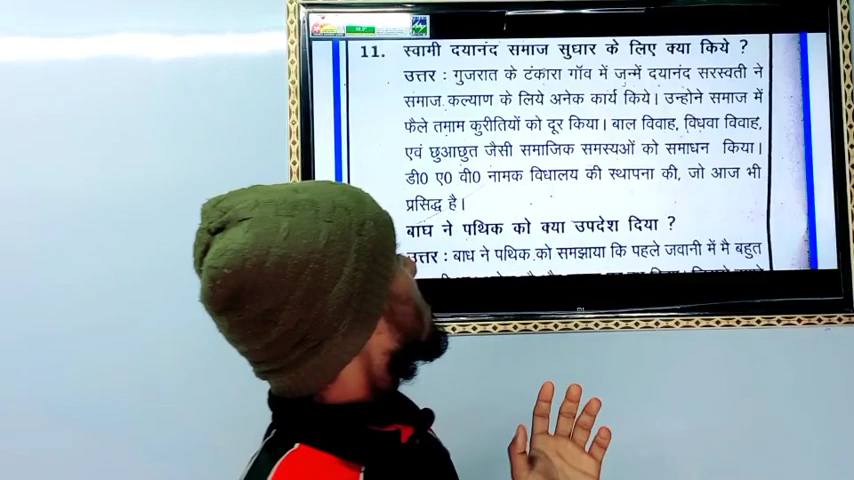 11. स्वामी दयानंद समाज सुधार के लिए क्या किये ?
उत्तर : गुजरात के टंकारा गॉव में जन्में दयानंद सरस्वती ने
समाज कल्याण के लिये अनेक कार्य किये। उन्होने समाज में
फैले तमाम कुरीतियों को दूर किया। बाल विवाह, विधवा विवाह,
एवं छुआछुत जैसी समाजिक समस्यओं को समाधन किया।
डी0 ए0 वी0 नामक विधालय की स्थापना की, जो आज भी
प्रसिद्ध है।
बाघ ने पथिक को क्या उपदेश दिया ?
उत्तर : बाध ने पथिक को समझाया कि पहले जवानी में मै बहुत